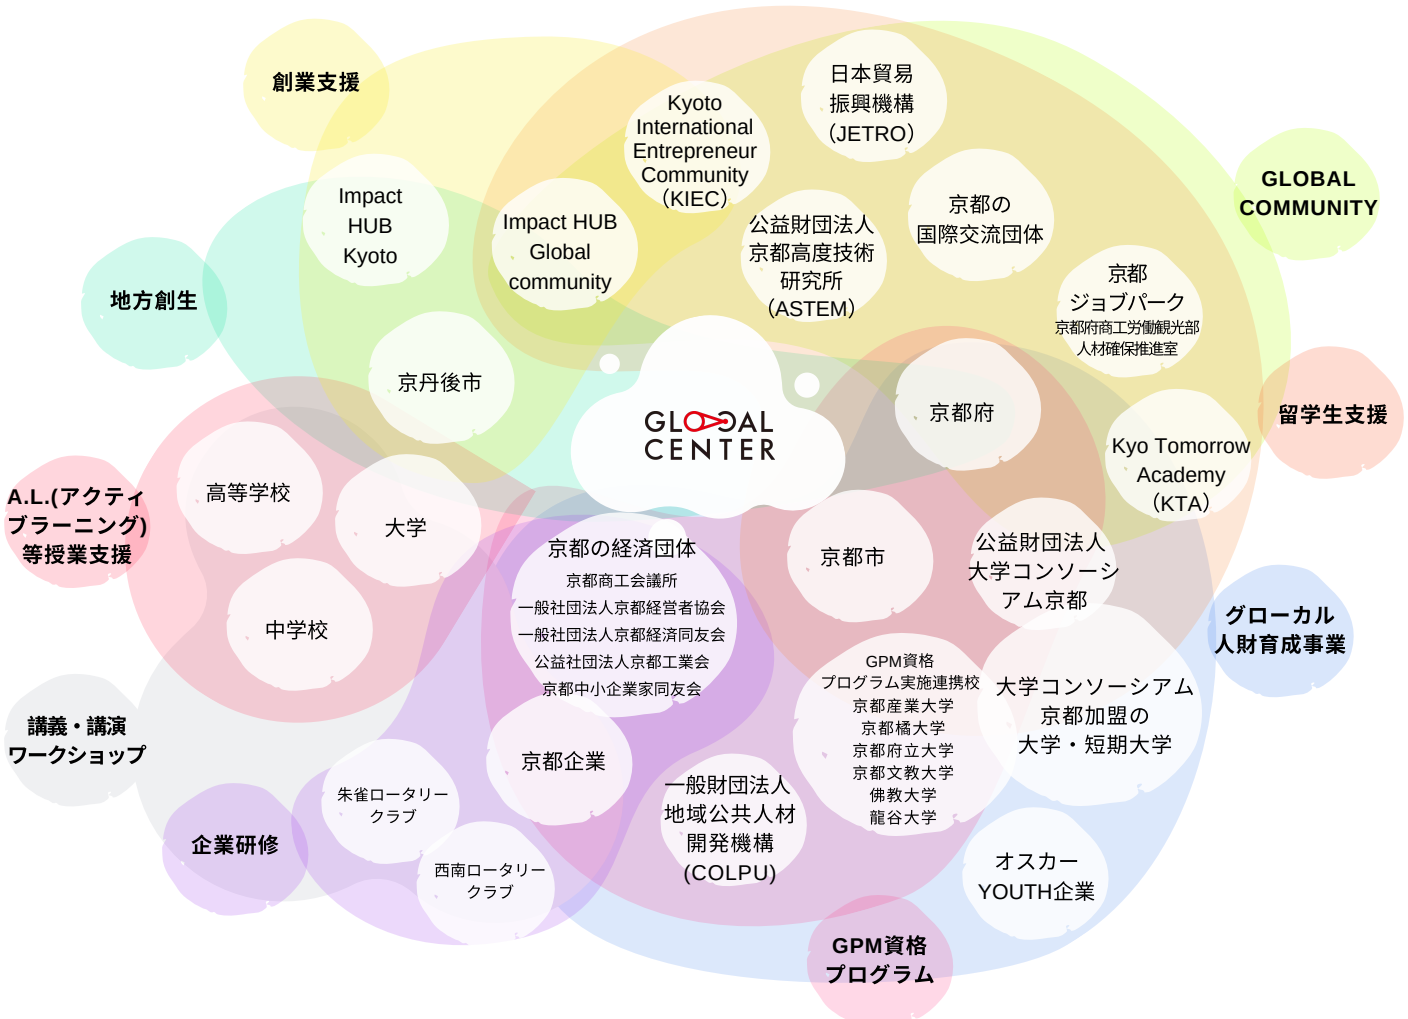 創業支援
Kyoto
International
Entrepreneur
Community
（KIEC）
日本貿易
振興機構
（JETRO）
GLOBAL
COMMUNITY
Impact
HUB
Kyoto
Impact HUB
Global
community
公益財団法人
京都高度技術
研究所
（ASTEM）
京都の
国際交流団体
京都
ジョブパーク
京都府商工労働観光部
人材確保推進室
地方創生
京丹後市
GLOCAL
CENTER
京都府
留学生支援
Kyo Tomorrow
Academy
（KTA）
A.L.(アクティ
ブラーニング)
等授業支援
高等学校
大学
中学校
京都の経済団体
京都商工会議所
一般社団法人京都経営者協会
一般社団法人京都経済同友会
公益社団法人京都工業会
京都中小企業家同友会
京都市
公益財団法人
大学コンソーシ
アム京都
グローカル
人財育成事業
講義・講演
ワークショップ
京都企業
GPM資格
プログラム実施連携校
京都産業大学
京都橘大学
京都府立大学
京都文教大学
佛教大学
龍谷大学
大学コンソーシアム
京都加盟の
大学・短期大学
朱雀ロータリー
クラブ
一般財団法人
地域公共人材
開発機構
(COLPU)
企業研修
西南ロータリー
クラブ
オスカー
YOUTH企業
GPM資格
プログラム